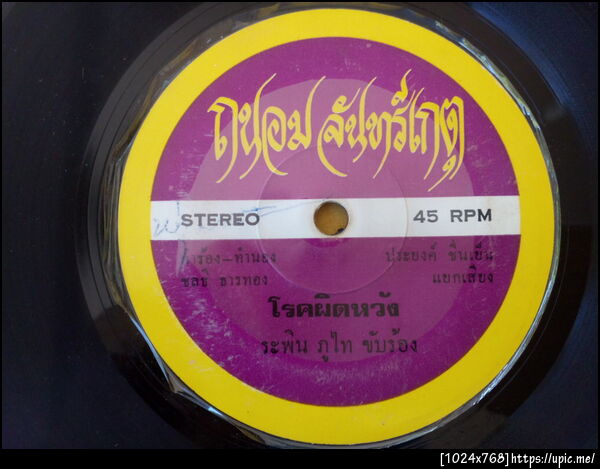 ถนอม จันทรีเกตุ
STEREO 45 RPM
คำร้อง-ทำนอง ประยงค์ ชื่นเย็น
ชลธี ธารทอง แยกเสียง
โรคผิดหวัง
ระพิน ภูไท ขับร้อง
[1024x768]https://upic.me/